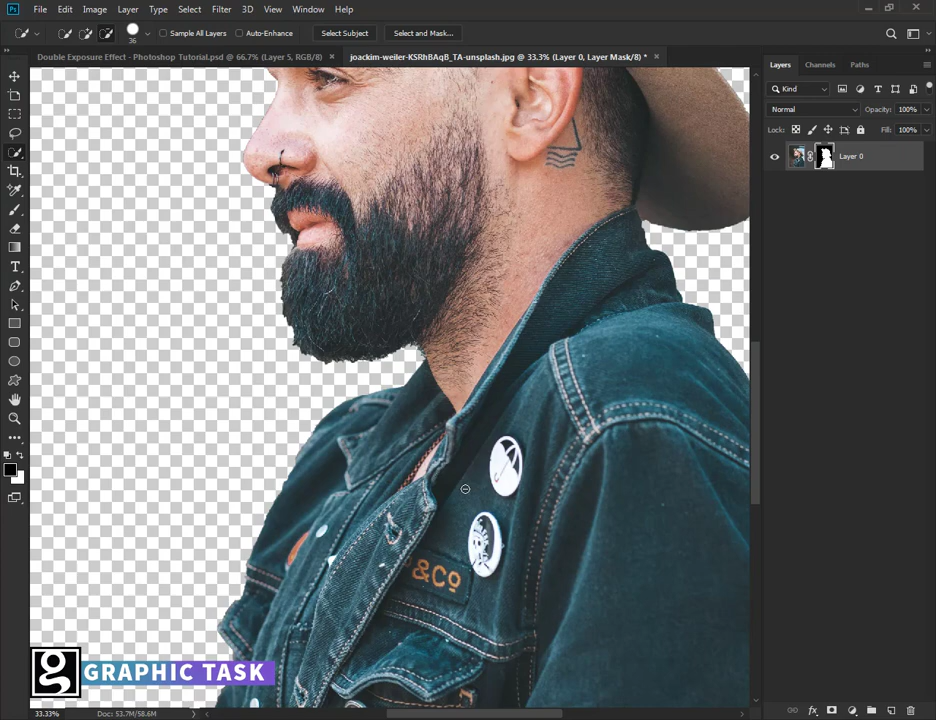 Ps File Edit Image Layer Type Select Filter 3D View Window Help
36 Sample All Layers Auto-Enhance Select Subject Select and Mask...
Double Exposure Effect - Photoshop Tutorial.psd @ 66.7% (Layer 5, RGB/8) × joackim-weiler-KSRhBAqB_TA-unsplash.jpg @ 33.3% (Layer 0, Layer Mask/8) * ×
Layers Channels Paths
Kind
Normal Opacity: 100%
Lock: Fill: 100%
Layer 0
&Co
g GRAPHIC TASK
33.33% Doc: 53.7M/58.6M